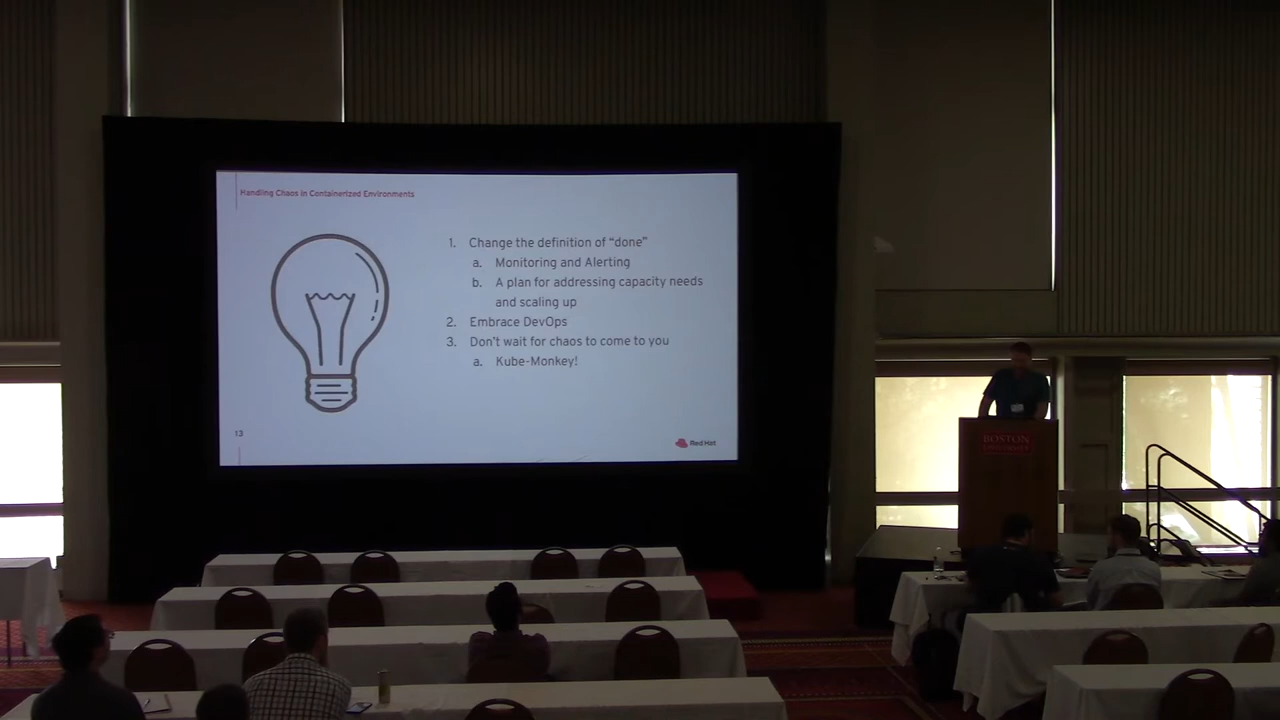 Handling Chaos in Containerized Environments
1. Change the definition of “done”
a. Monitoring and Alerting
b. A plan for addressing capacity needs
and scaling up
2. Embrace DevOps
3. Don’t wait for chaos to come to you
a. Kube-Monkey!
13
Red Hat
BOSTON
UNIVERSITY